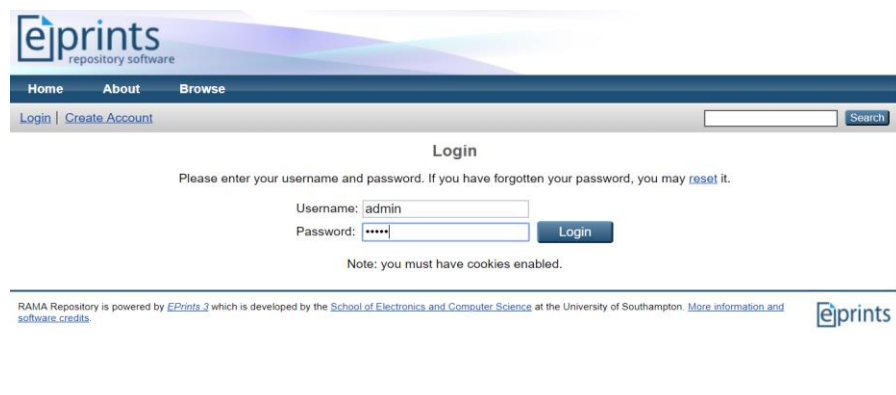 eprints
repository software
Home About Browse
Login | Create Account Search
Login
Please enter your username and password. If you have forgotten your password, you may reset it.
Username: admin
Password: ••••• Login
Note: you must have cookies enabled.
RAMA Repository is powered by EPrints 3 which is developed by the School of Electronics and Computer Science at the University of Southampton. More information and
software credits.
eprints